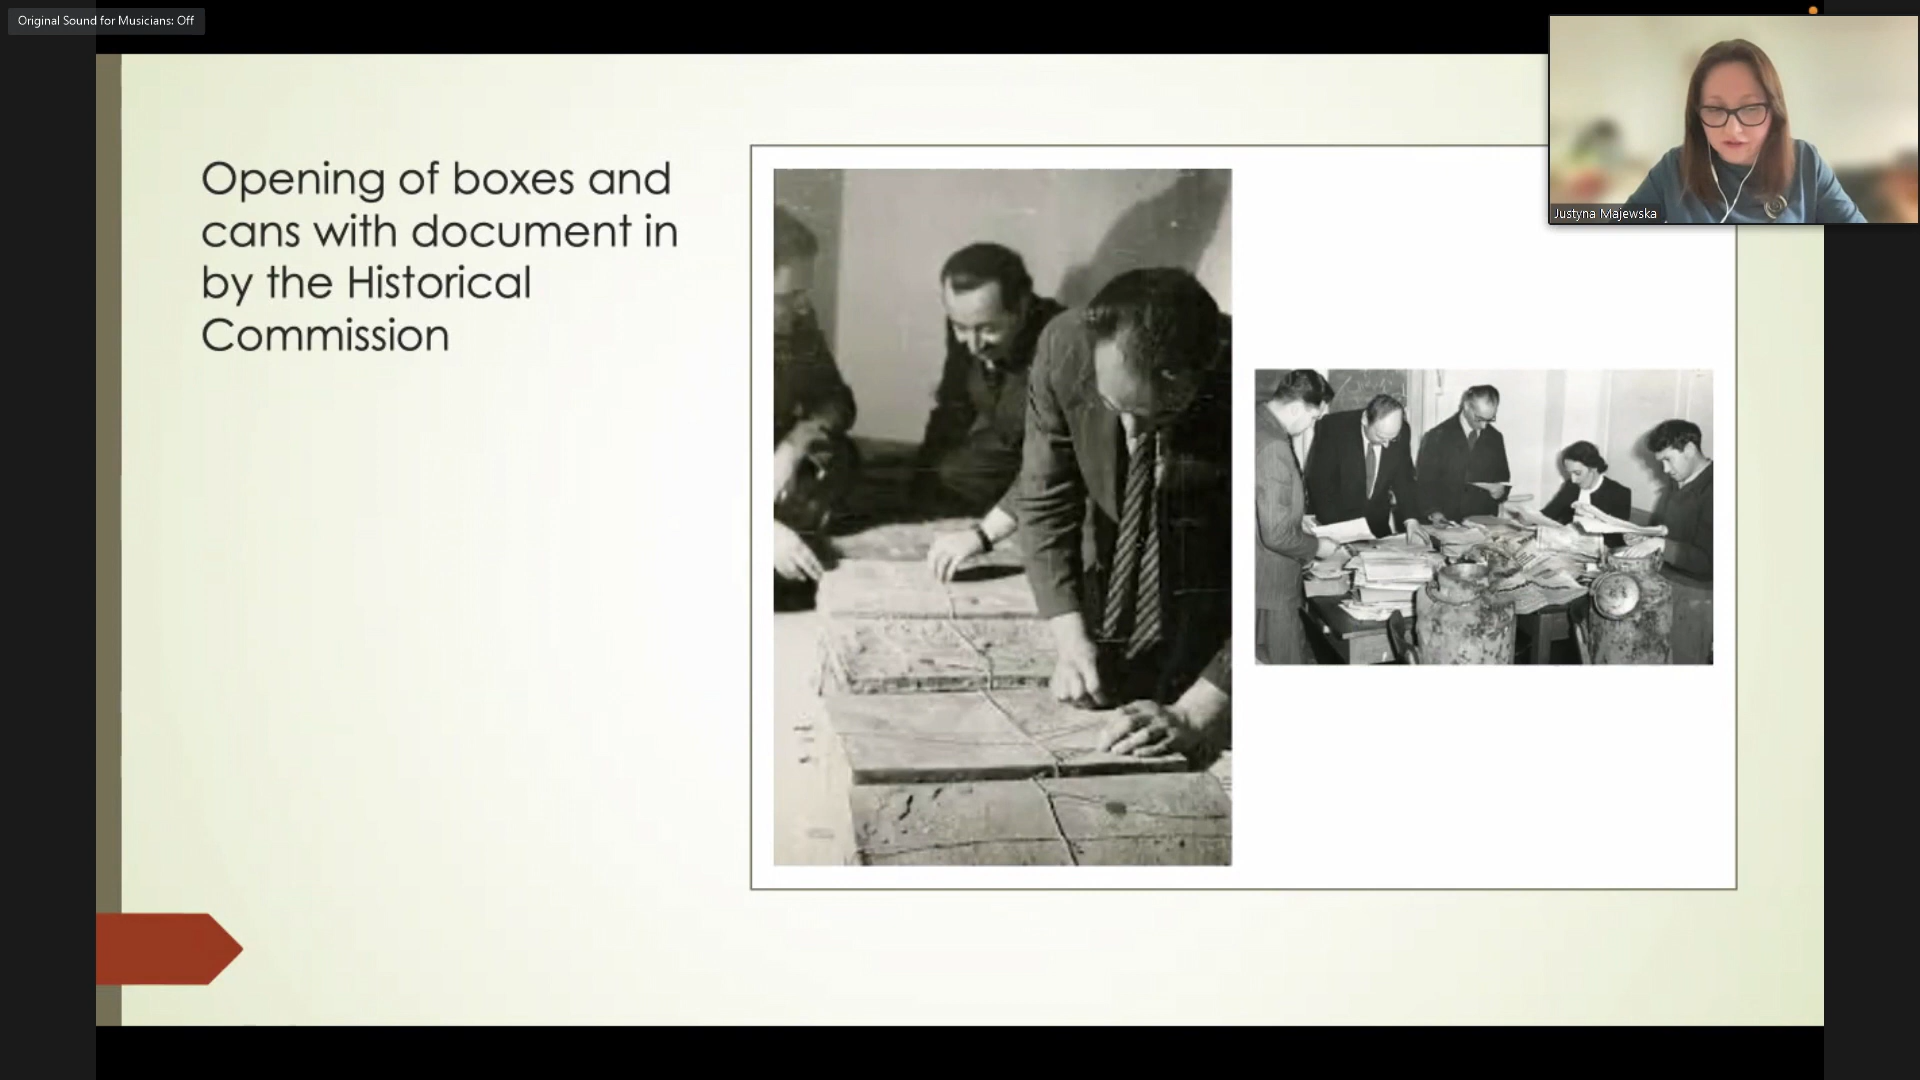 Original Sound for Musicians: Off
Opening of boxes and
cans with document in
by the Historical
Commission
Justyna Majewska